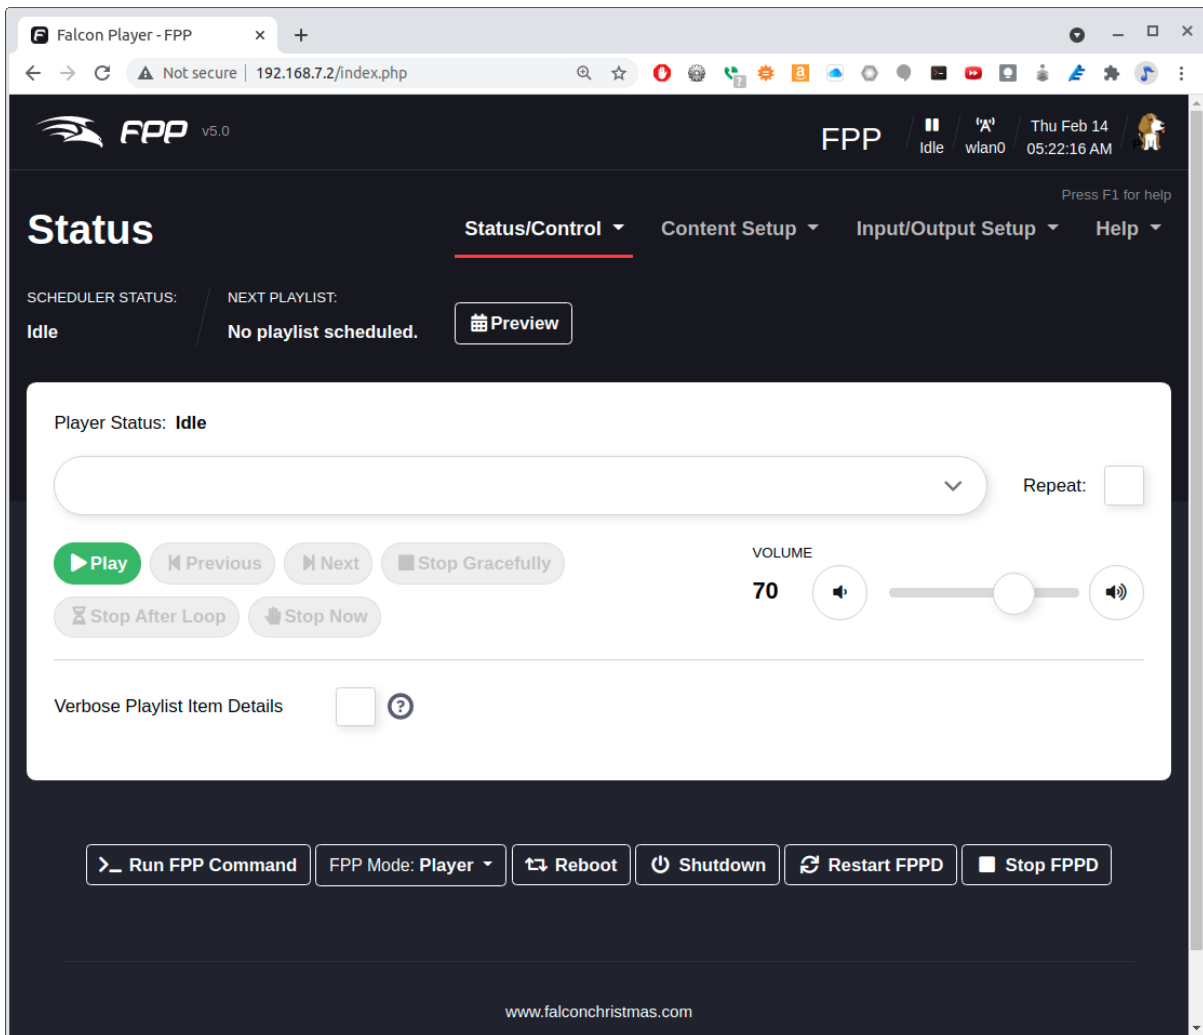 Falcon Player - FPP
Not secure 192.168.7.2/index.php
FPP v5.0
FPP
Idle
wlan0
Thu Feb 14
05:22:16 AM
Press F1 for help
Status
Status/Control
Content Setup
Input/Output Setup
Help
SCHEDULER STATUS:
Idle
NEXT PLAYLIST:
No playlist scheduled.
Preview
Player Status: Idle
Repeat:
Play
Previous
Next
Stop Gracefully
Stop After Loop
Stop Now
VOLUME
70
Verbose Playlist Item Details
Run FPP Command
FPP Mode: Player
Reboot
Shutdown
Restart FPPD
Stop FPPD
www.falconchristmas.com